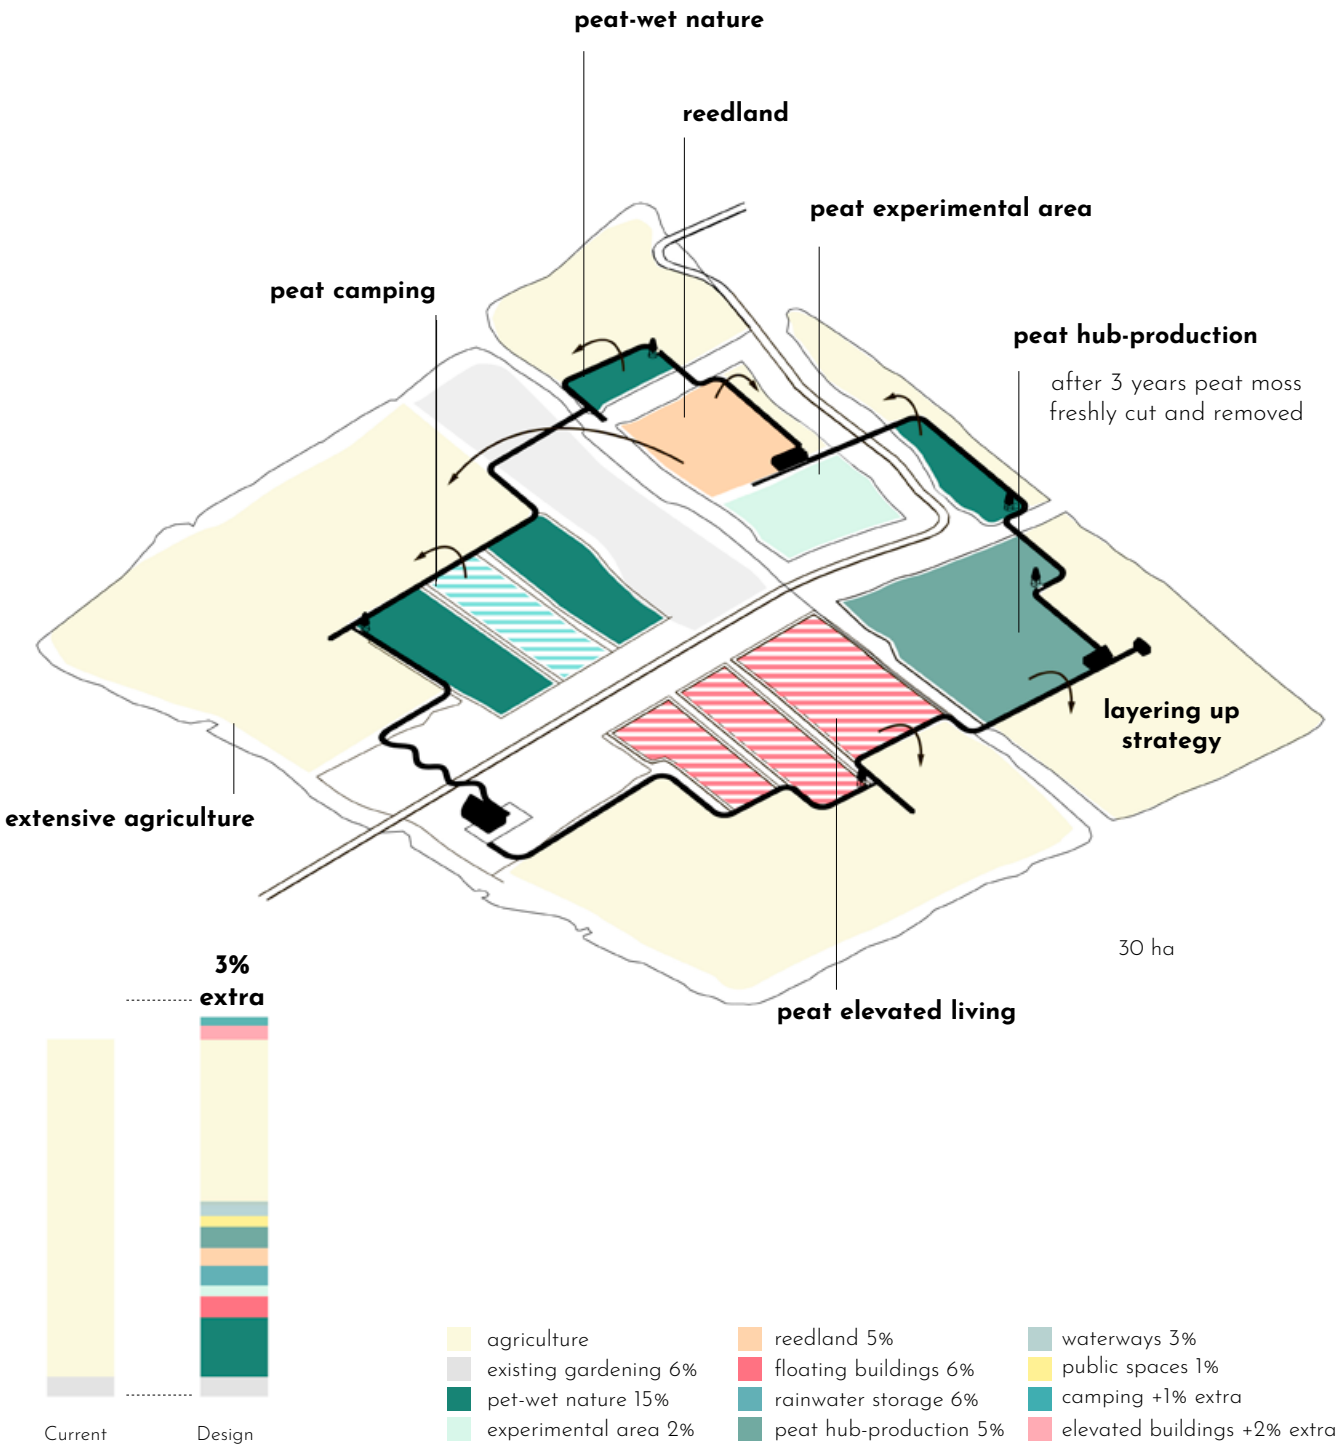 peat-wet nature
reedland
peat experimental area
peat camping
peat hub-production
after 3 years peat moss
freshly cut and removed
layering up
strategy
extensive agriculture
30 ha
peat elevated living
3%
extra
Current
Design
agriculture
existing gardening 6%
pet-wet nature 15%
experimental area 2%
reedland 5%
floating buildings 6%
rainwater storage 6%
peat hub-production 5%
waterways 3%
public spaces 1%
camping +1% extra
elevated buildings +2% extra